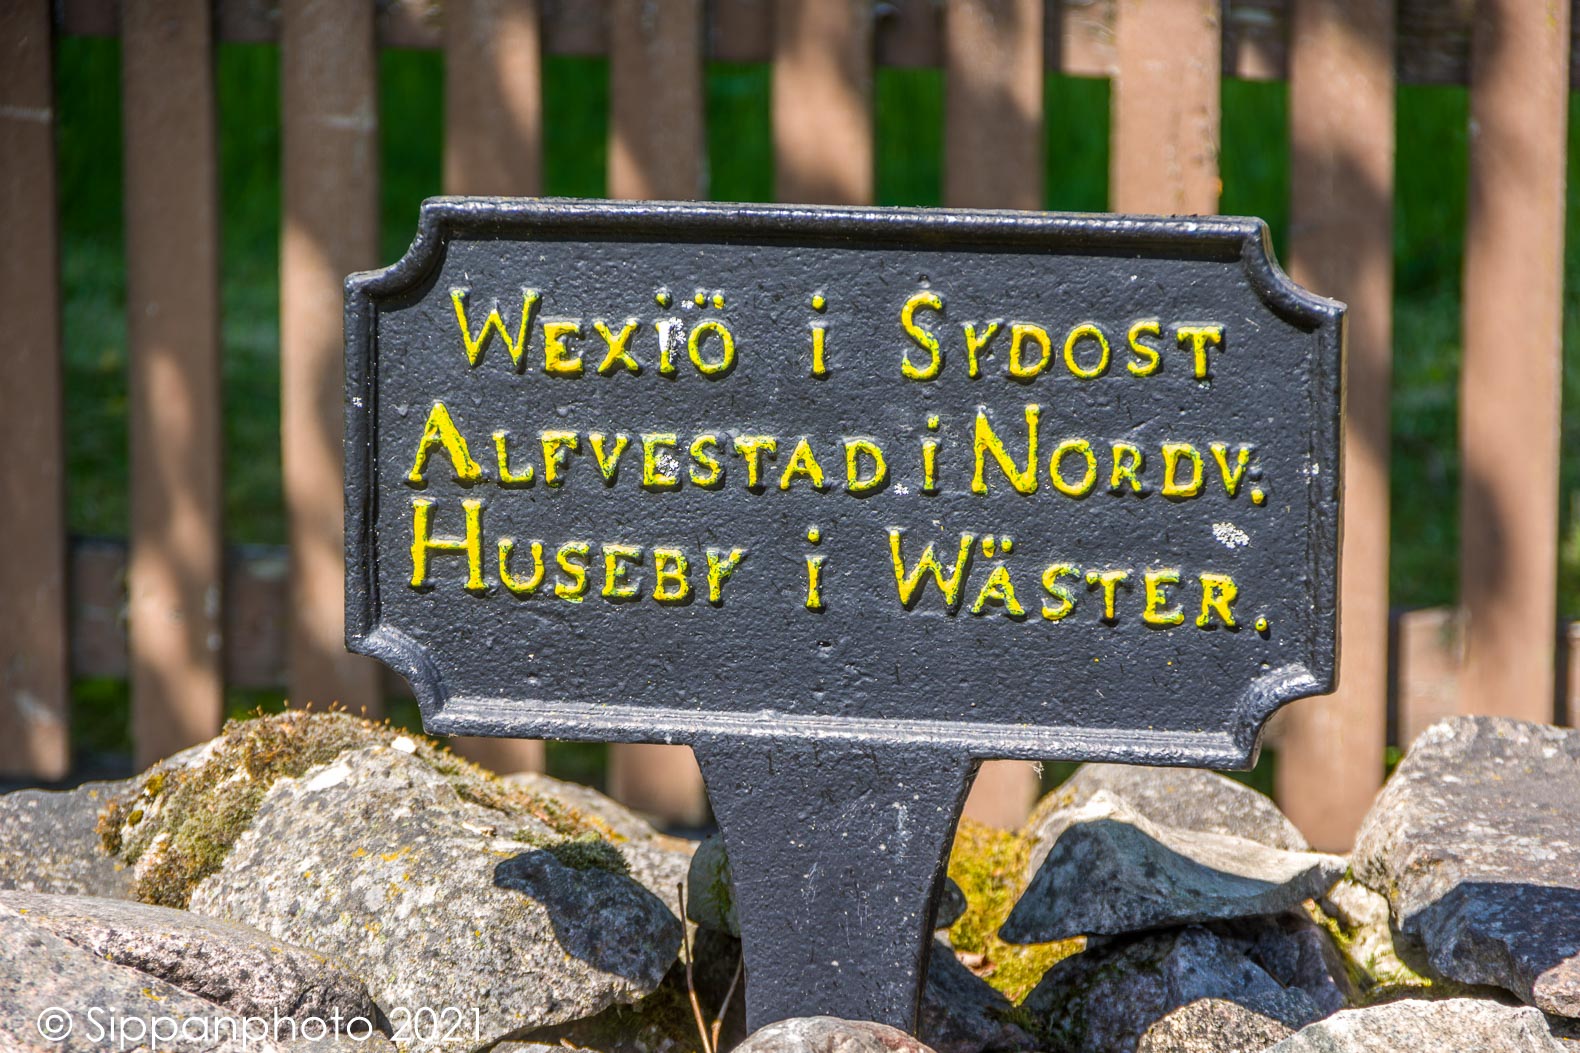 Wexiö i Sydost
Alfvestad i Nordv.
Huseby i Wäster.
© Sippanphoto 2021